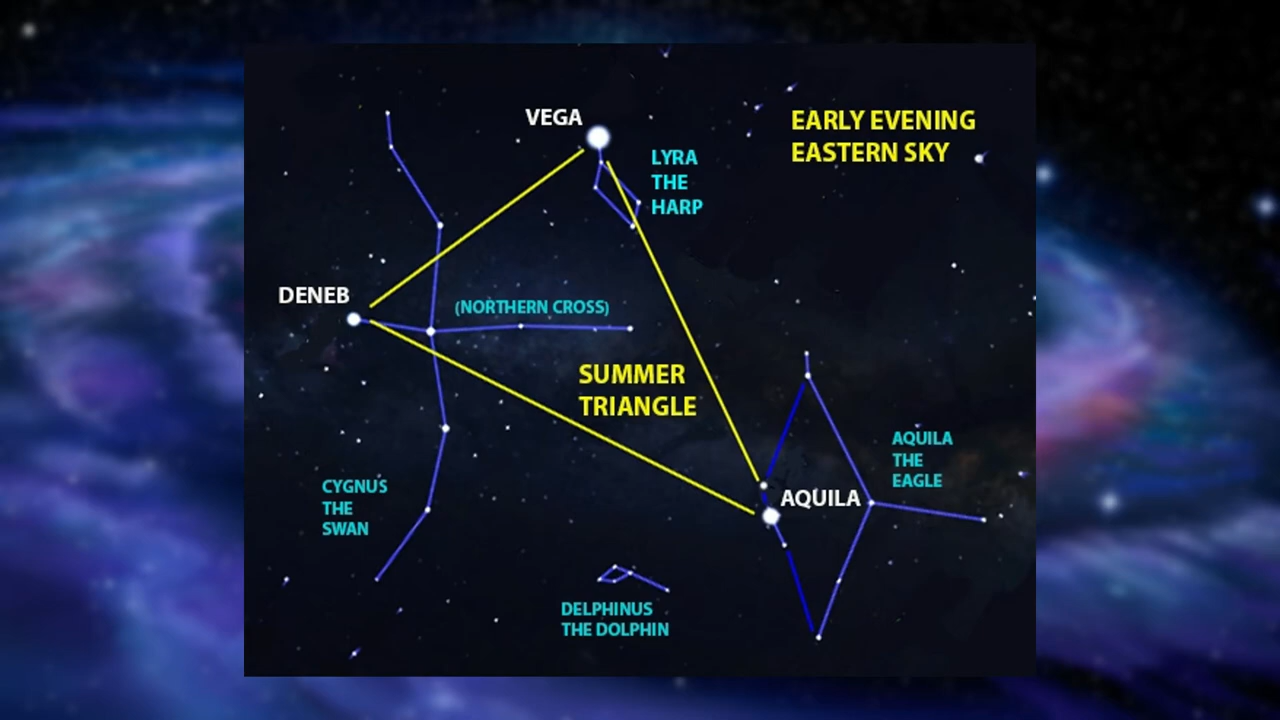 VEGA
EARLY EVENING
EASTERN SKY
LYRA
THE
HARP
DENEB
(NORTHERN CROSS)
SUMMER
TRIANGLE
AQUILA
THE
EAGLE
CYGNUS
THE
SWAN
AQUILA
DELPHINUS
THE DOLPHIN